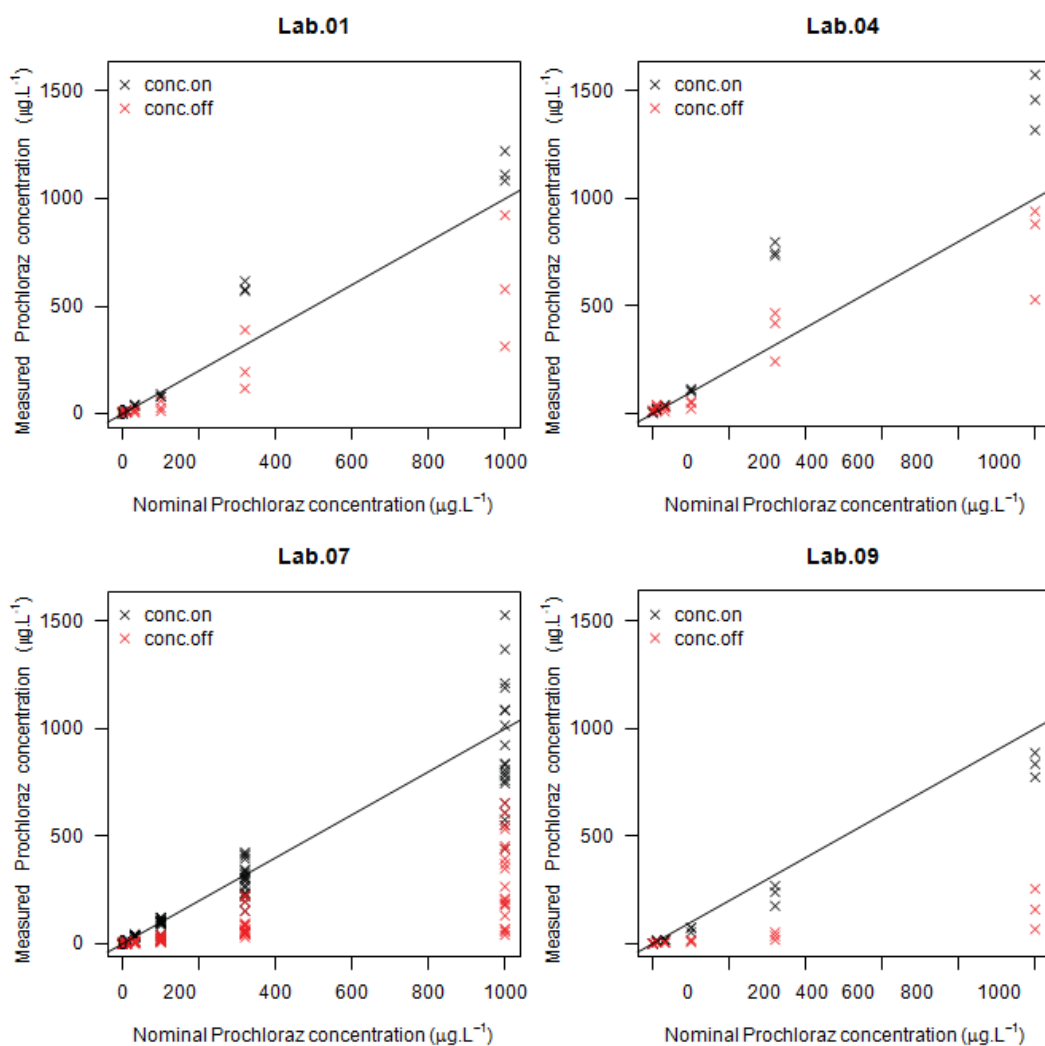 Lab.01
Measured Prochloraz concentration (µg.L⁻¹)
1500
1000
500
0
× conc.on
× conc.off
0 200 400 600 800 1000
Nominal Prochloraz concentration (µg.L⁻¹)
Lab.04
Measured Prochloraz concentration (µg.L⁻¹)
1500
1000
500
0
× conc.on
× conc.off
0 200 400 600 1000
Nominal Prochloraz concentration (µg.L⁻¹)
Lab.07
Measured Prochloraz concentration (µg.L⁻¹)
1500
1000
500
0
× conc.on
× conc.off
0 200 400 600 800 1000
Nominal Prochloraz concentration (µg.L⁻¹)
Lab.09
Measured Prochloraz concentration (µg.L⁻¹)
1500
1000
500
0
× conc.on
× conc.off
0 200 400 600 1000
Nominal Prochloraz concentration (µg.L⁻¹)